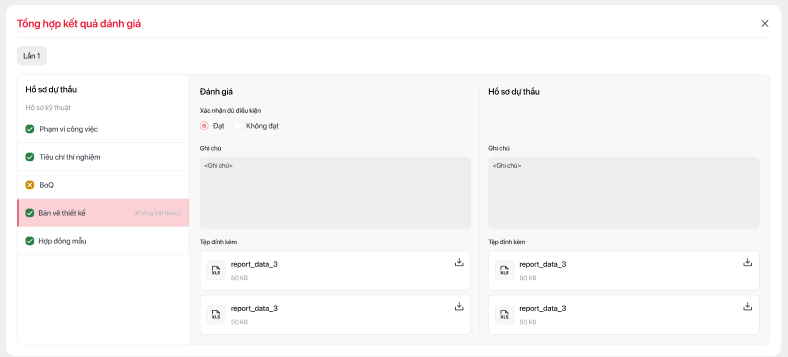 Tổng hợp kết quả đánh giá
Lần 1
Hồ sơ dự thầu
Hồ sơ kỹ thuật
Phạm vi công việc
Tiêu chí thí nghiệm
BoQ
Bản vẽ thiết kế
(Không bắt buộc)
Hợp đồng mẫu
Đánh giá
Xác nhận đủ điều kiện
Đạt
Không đạt
Ghi chú
<Ghi chú>
Tệp đính kèm
report_data_3
50 KB
XLS
report_data_3
50 KB
XLS
Hồ sơ dự thầu
Ghi chú
<Ghi chú>
Tệp đính kèm
report_data_3
50 KB
XLS
report_data_3
50 KB
XLS